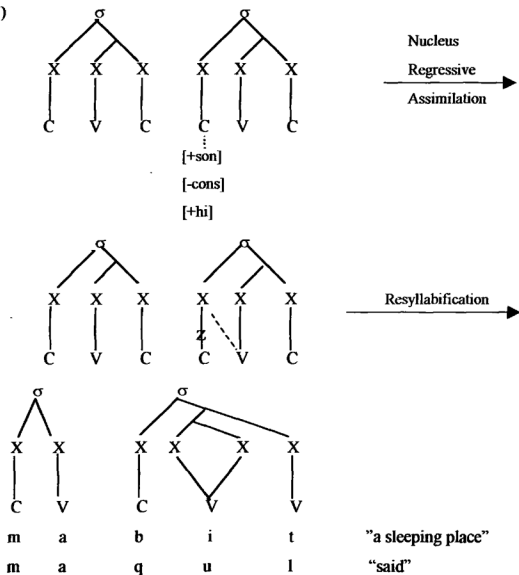 )
σ σ
Nucleus
X X X X X X Regressive
Assimilation
C V C C V C
[+son]
[-cons]
[+hi]
σ σ
X X X X X X Resyllabification
Z
C V C C V C
σ σ
X X X X X X
C V C V V
m a b i t "a sleeping place"
m a q u l "said"